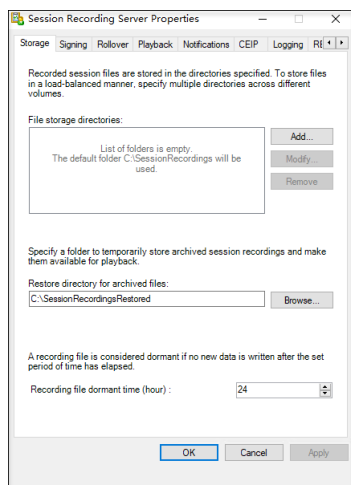 Session Recording Server Properties
Storage Signing Rollover Playback Notifications CEIP Logging
Recorded session files are stored in the directories specified. To store files
in a load-balanced manner, specify multiple directories across different
volumes.
File storage directories:
List of folders is empty.
The default folder C:\SessionRecordings will be
used.
Add...
Modify...
Remove
Specify a folder to temporarily store archived session recordings and make
them available for playback.
Restore directory for archived files:
C:\SessionRecordingsRestored
Browse...
A recording file is considered dormant if no new data is written after the set
period of time has elapsed.
Recording file dormant time (hour) :
24
OK Cancel Apply